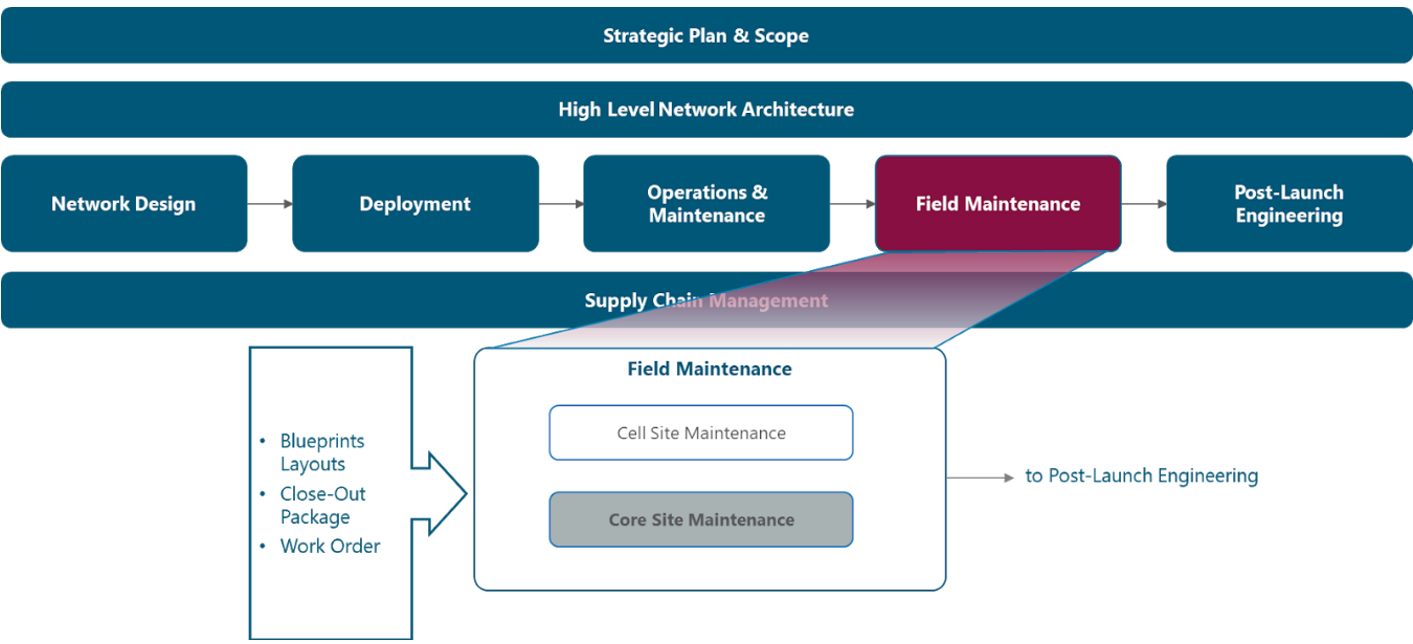 Strategic Plan & Scope
High Level Network Architecture
Network Design
Deployment
Operations &
Maintenance
Field Maintenance
Post-Launch
Engineering
Supply Chain Management
• Blueprints
Layouts
• Close-Out
Package
• Work Order
Field Maintenance
Cell Site Maintenance
Core Site Maintenance
to Post-Launch Engineering